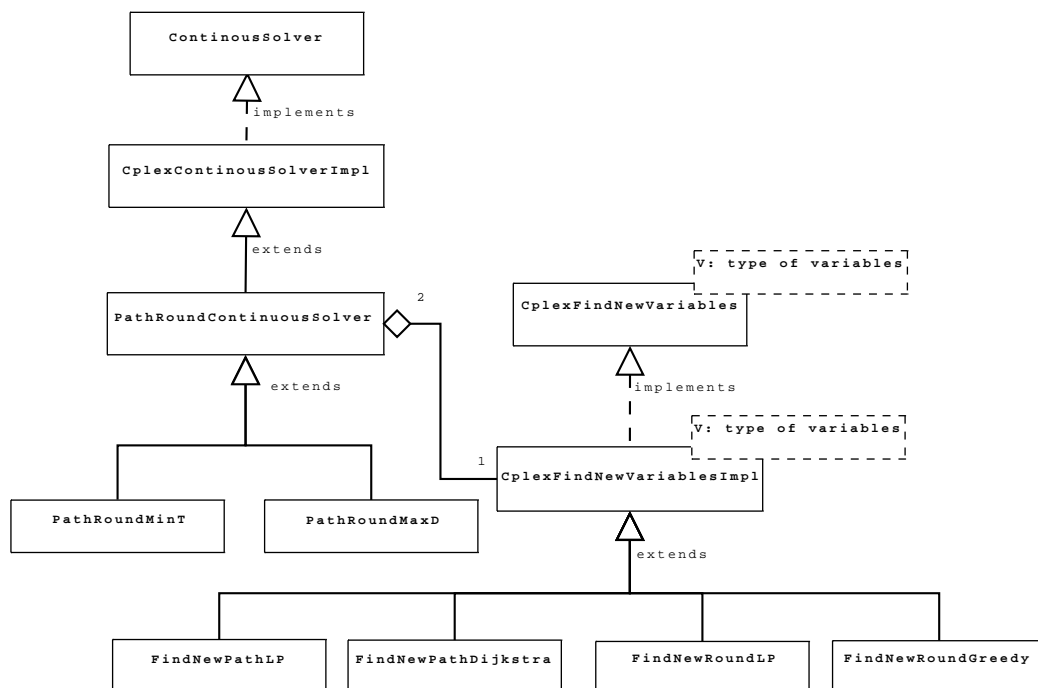 ContinousSolver
implements
CplexContinousSolverImpl
extends
V: type of variables
PathRoundContinuousSolver
2
CplexFindNewVariables
extends
implements
V: type of variables
1
CplexFindNewVariablesImpl
PathRoundMinT
PathRoundMaxD
extends
FindNewPathLP
FindNewPathDijkstra
FindNewRoundLP
FindNewRoundGreedy